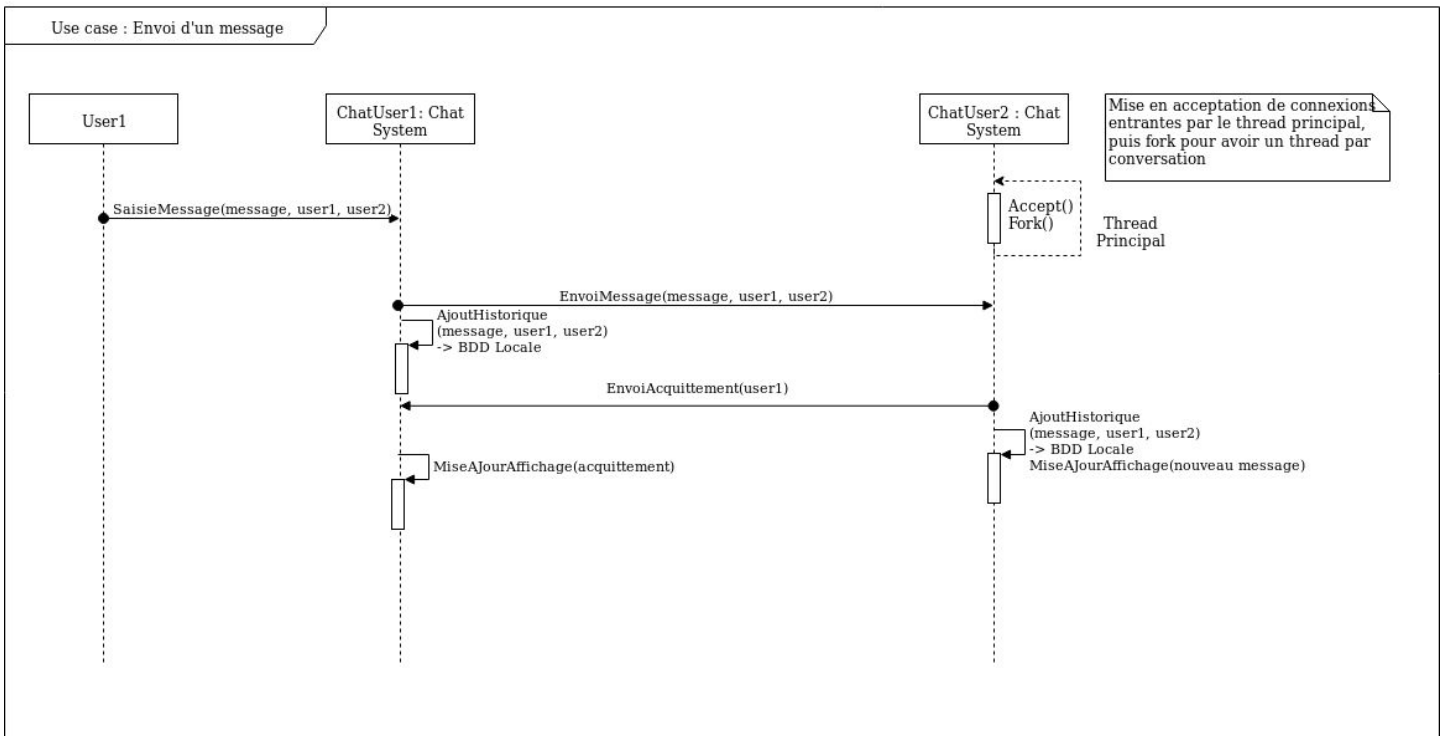 Use case : Envoi d'un message
User1
ChatUser1: Chat
System
ChatUser2 : Chat
System
Mise en acceptation de connexions
entrantes par le thread principal,
puis fork pour avoir un thread par
conversation
SaisieMessage(message, user1, user2)
Accept()
Fork()
Thread
Principal
EnvoiMessage(message, user1, user2)
AjoutHistorique
(message, user1, user2)
-> BDD Locale
EnvoiAcquittement(user1)
AjoutHistorique
(message, user1, user2)
-> BDD Locale
MiseAJourAffichage(nouveau message)
MiseAJourAffichage(acquittement)